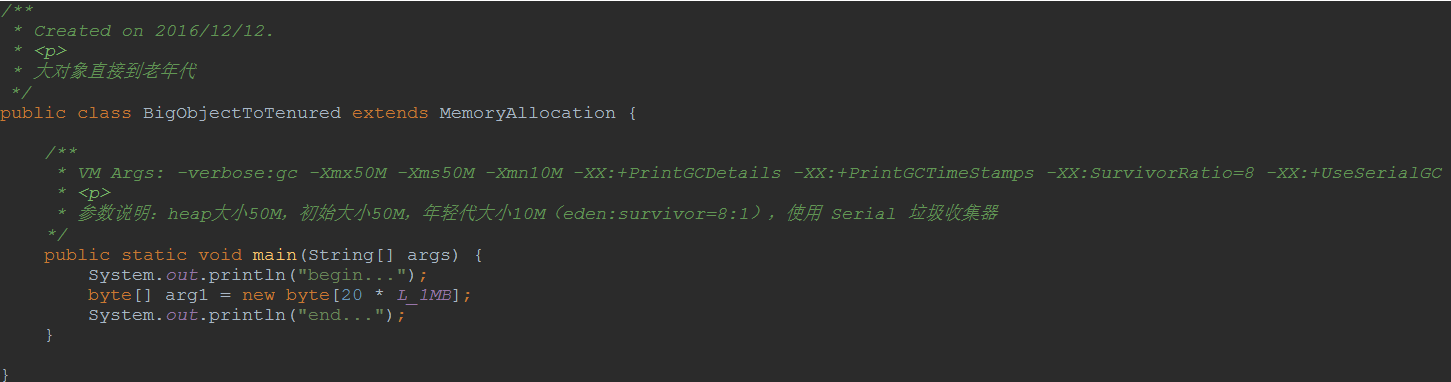 /**
 * Created on 2016/12/12.
 * <p>
 * 大对象直接到老年代
 */
public class BigObjectToTenured extends MemoryAllocation {
    /**
     * VM Args: -verbose:gc -Xmx50M -Xms50M -Xmn10M -XX:+PrintGCDetails -XX:+PrintGCTimeStamps -XX:SurvivorRatio=8 -XX:+UseSerialGC
     * <p>
     * 参数说明：heap大小50M，初始大小50M，年轻代大小10M（eden:survivor=8:1），使用 Serial 垃圾收集器
     */
    public static void main(String[] args) {
        System.out.println("begin...");
        byte[] arg1 = new byte[20 * L_1MB];
        System.out.println("end...");
    }
}